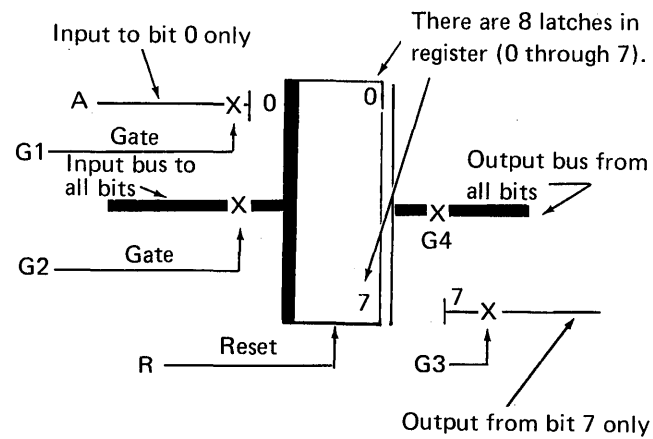 There are 8 latches in
register (0 through 7).
Input to bit 0 only
A
X
0
0
Gate
G1
Input bus to
all bits
X
Output bus from
all bits
X
G4
Gate
G2
7
7
X
Reset
R
G3
Output from bit 7 only